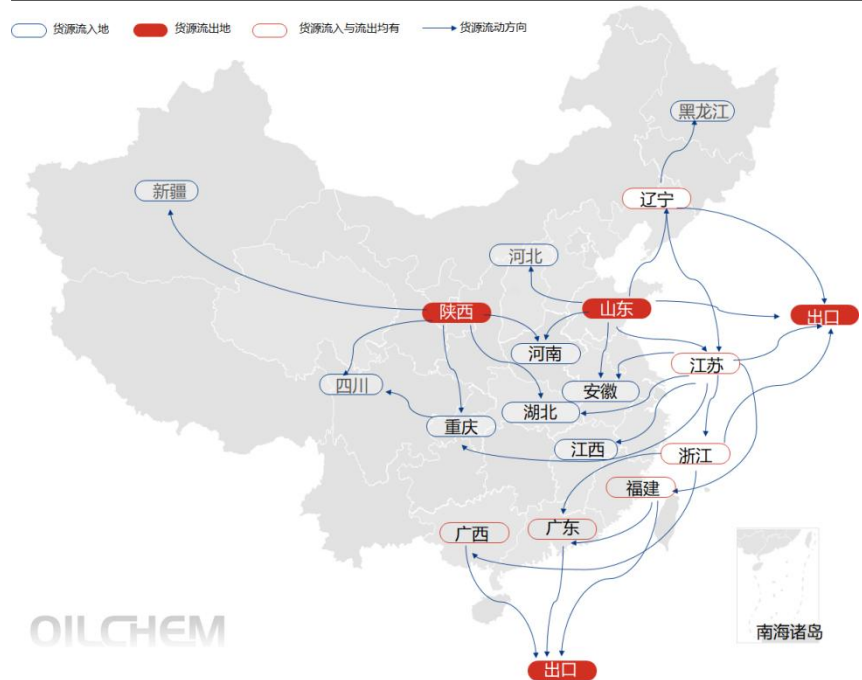 货源流入地 货源流出地 货源流入与流出均有 货源流动方向
黑龙江
新疆
辽宁
河北
陕西
山东
出口
河南
江苏
四川
安徽
湖北
重庆
江西
浙江
福建
广西
广东
OILCHEM
南海诸岛
出口